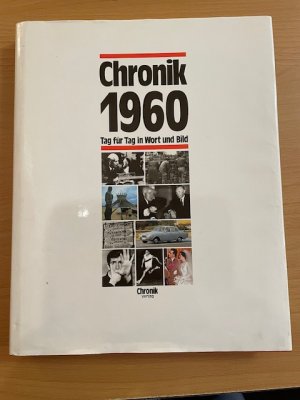 Chronik
1960
Tag für Tag in Wort und Bild
Chronik
VERLAG